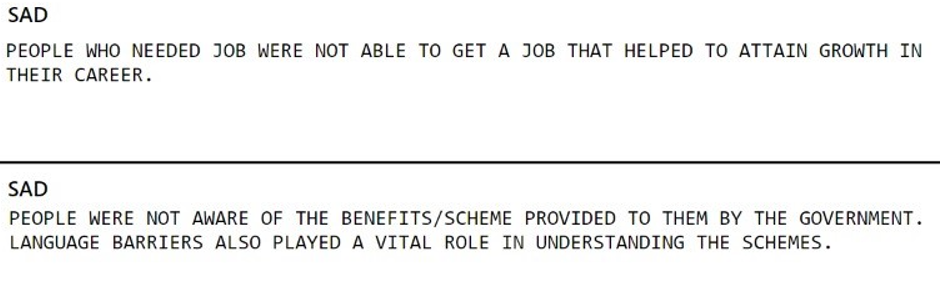 SAD
PEOPLE WHO NEEDED JOB WERE NOT ABLE TO GET A JOB THAT HELPED TO ATTAIN GROWTH IN
THEIR CAREER.
SAD
PEOPLE WERE NOT AWARE OF THE BENEFITS/SCHEME PROVIDED TO THEM BY THE GOVERNMENT.
LANGUAGE BARRIERS ALSO PLAYED A VITAL ROLE IN UNDERSTANDING THE SCHEMES.